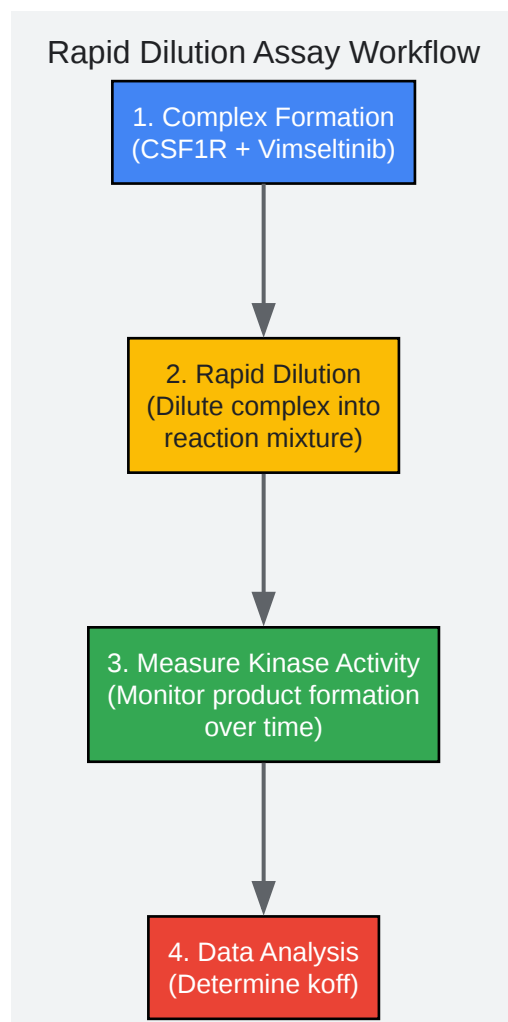 Rapid Dilution Assay Workflow
1. Complex Formation
(CSF1R + Vimseltinib)
2. Rapid Dilution
(Dilute complex into
reaction mixture)
3. Measure Kinase Activity
(Monitor product formation
over time)
4. Data Analysis
(Determine koff)